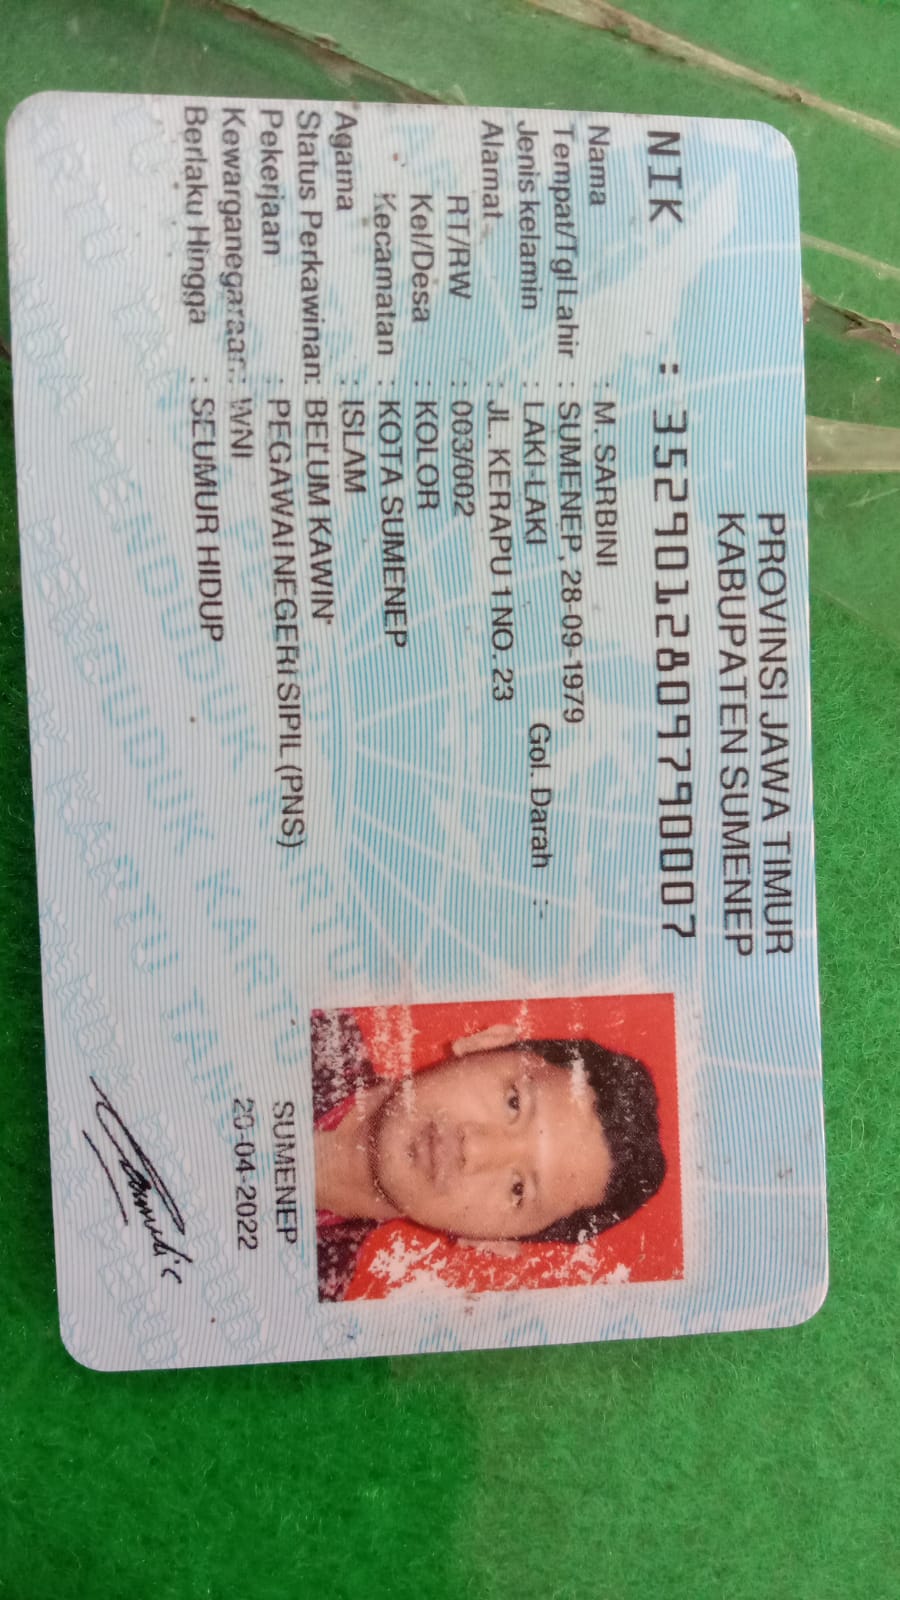 PROVINSI JAWA TIMUR
KABUPATEN SUMENEP
NIK : 3529012809790007
Nama : M. SARBINI
Tempat/Tgl Lahir : SUMENEP, 28-09-1979
Jenis kelamin : LAKI-LAKI Gol. Darah :-
Alamat : JL. KERAPU 1 NO. 23
RT/RW : 003/002
Kel/Desa : KOLOR
Kecamatan : KOTA SUMENEP
Agama : ISLAM
Status Perkawinan: BELUM KAWIN
Pekerjaan : PEGAWAI NEGERI SIPIL (PNS)
Kewarganegaraan: WNI
Berlaku Hingga : SEUMUR HIDUP
SUMENEP
20-04-2022